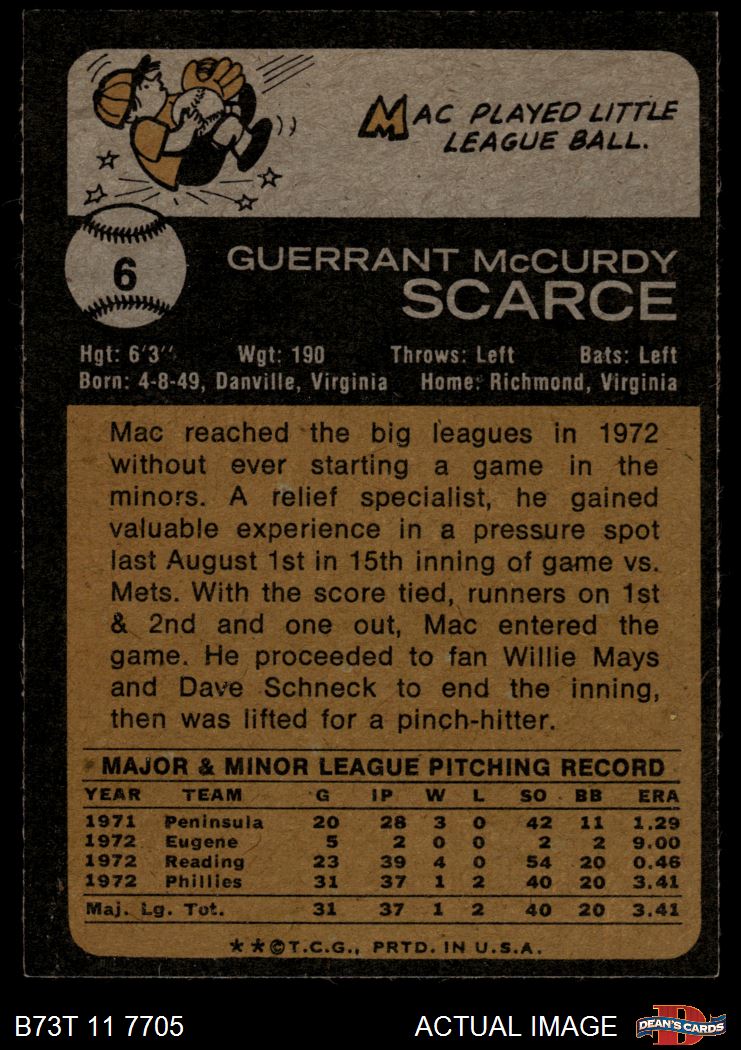 MAC PLAYED LITTLE
LEAGUE BALL.
6
GUERRANT McCURDY
SCARCE
Hgt: 6'3" Wgt: 190 Throws: Left Bats: Left
Born: 4-8-49, Danville, Virginia Home: Richmond, Virginia
Mac reached the big leagues in 1972
without ever starting a game in the
minors. A relief specialist, he gained
valuable experience in a pressure spot
last August 1st in 15th inning of game vs.
Mets. With the score tied, runners on 1st
& 2nd and one out, Mac entered the
game. He proceeded to fan Willie Mays
and Dave Schneck to end the inning,
then was lifted for a pinch-hitter.
MAJOR & MINOR LEAGUE PITCHING RECORD
YEAR TEAM G IP W L SO BB ERA
1971 Peninsula 20 28 3 0 42 11 1.29
1972 Eugene 5 2 0 0 2 2 9.00
1972 Reading 23 39 4 0 54 20 0.46
1972 Phillies 31 37 1 2 40 20 3.41
Maj. Lg. Tot. 31 37 1 2 40 20 3.41
**©T.C.G., PRTD. IN U.S.A.
B73T 11 7705 ACTUAL IMAGE D DEAN'S CARDS